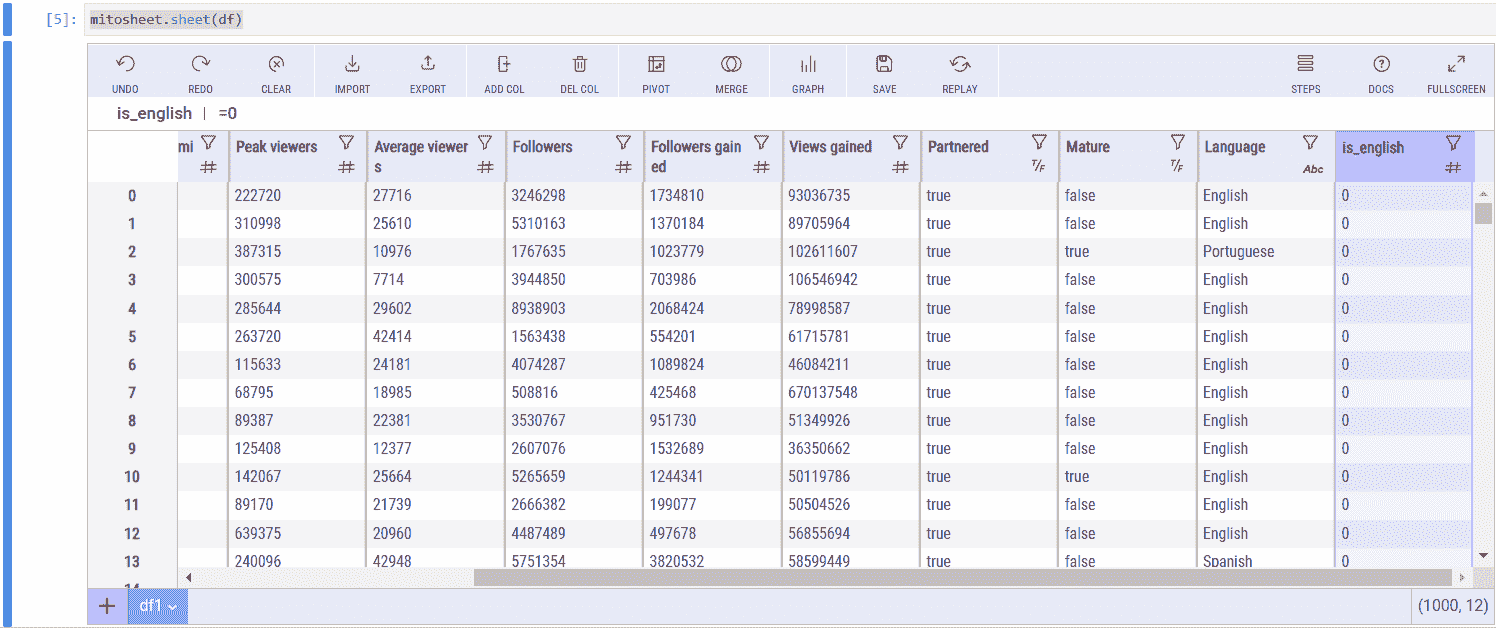 [5]: mitosheet.sheet(df)
UNDO REDO CLEAR IMPORT EXPORT ADD COL DEL COL PIVOT MERGE GRAPH SAVE REPLAY STEPS DOCS FULLSCREEN
is_english | =0
mi Peak viewers Average viewer Followers Followers gain Views gained Partnered Mature Language is_english
s ed T/F T/F Abc
0 222720 27716 3246298 1734810 93036735 true false English 0
1 310998 25610 5310163 1370184 89705964 true false English 0
2 387315 10976 1767635 1023779 102611607 true true Portuguese 0
3 300575 7714 3944850 703986 106546942 true false English 0
4 285644 29602 8938903 2068424 78998587 true false English 0
5 263720 42414 1563438 554201 61715781 true false English 0
6 115633 24181 4074287 1089824 46084211 true false English 0
7 68795 18985 508816 425468 670137548 true false English 0
8 89387 22381 3530767 951730 51349926 true false English 0
9 125408 12377 2607076 1532689 36350662 true false English 0
10 142067 25664 5265659 1244341 50119786 true true English 0
11 89170 21739 2666382 199077 50504526 true false English 0
12 639375 20960 4487489 497678 56855694 true false English 0
13 240096 42948 5751354 3820532 58599449 true false Spanish 0
+ df1 (1000, 12)